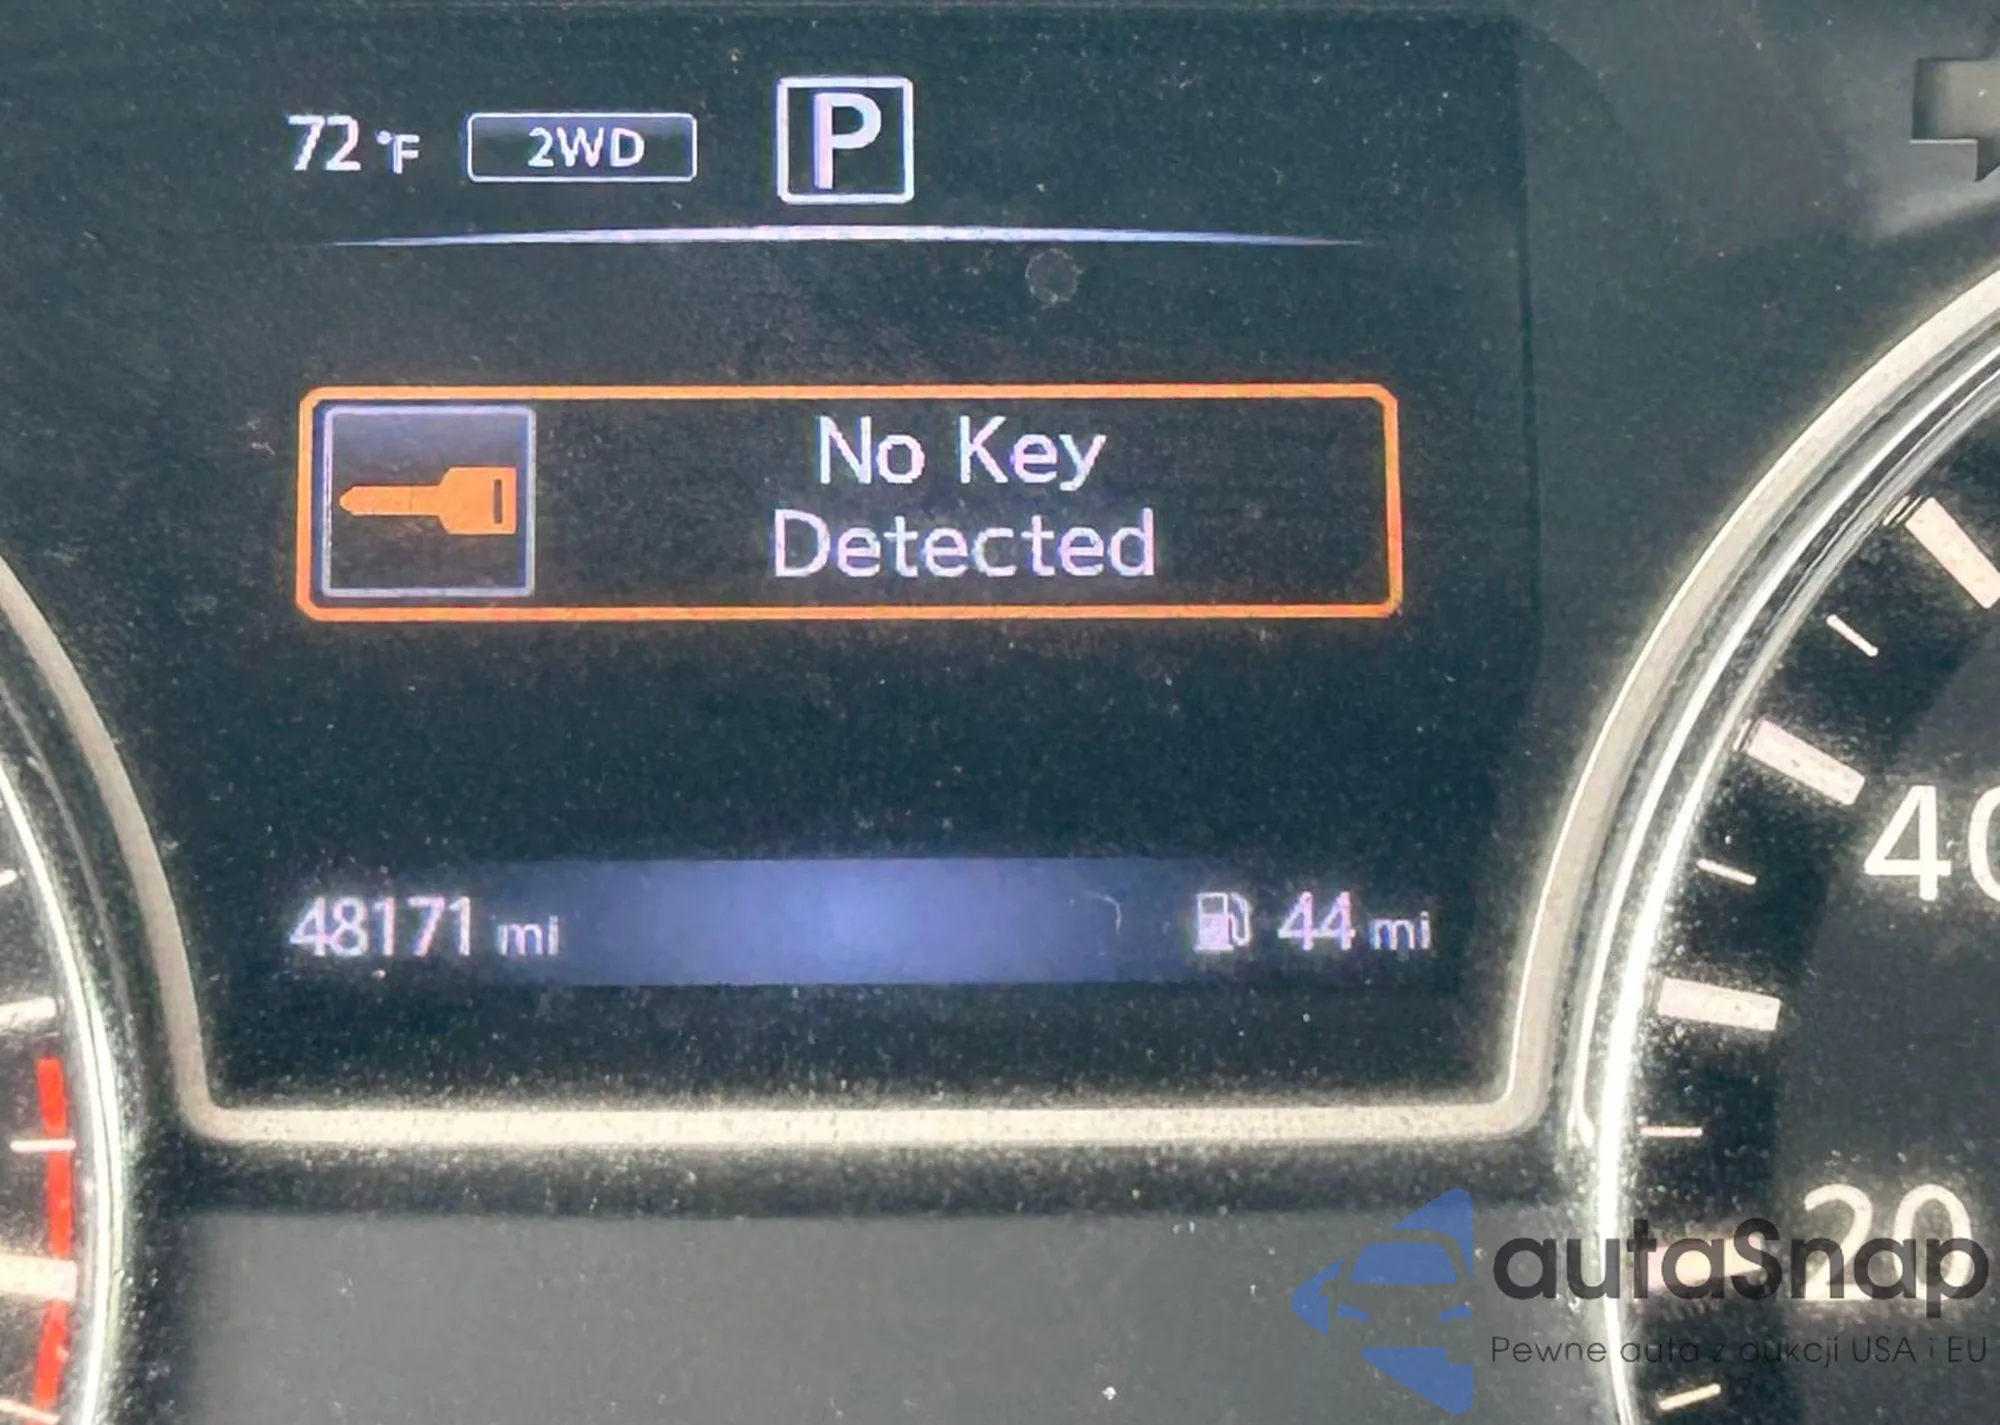 72 °F 2WD P
No Key
Detected
48171 mi 44 mi
40
20
autaSnap
Pewne auta z aukcji USA i EU